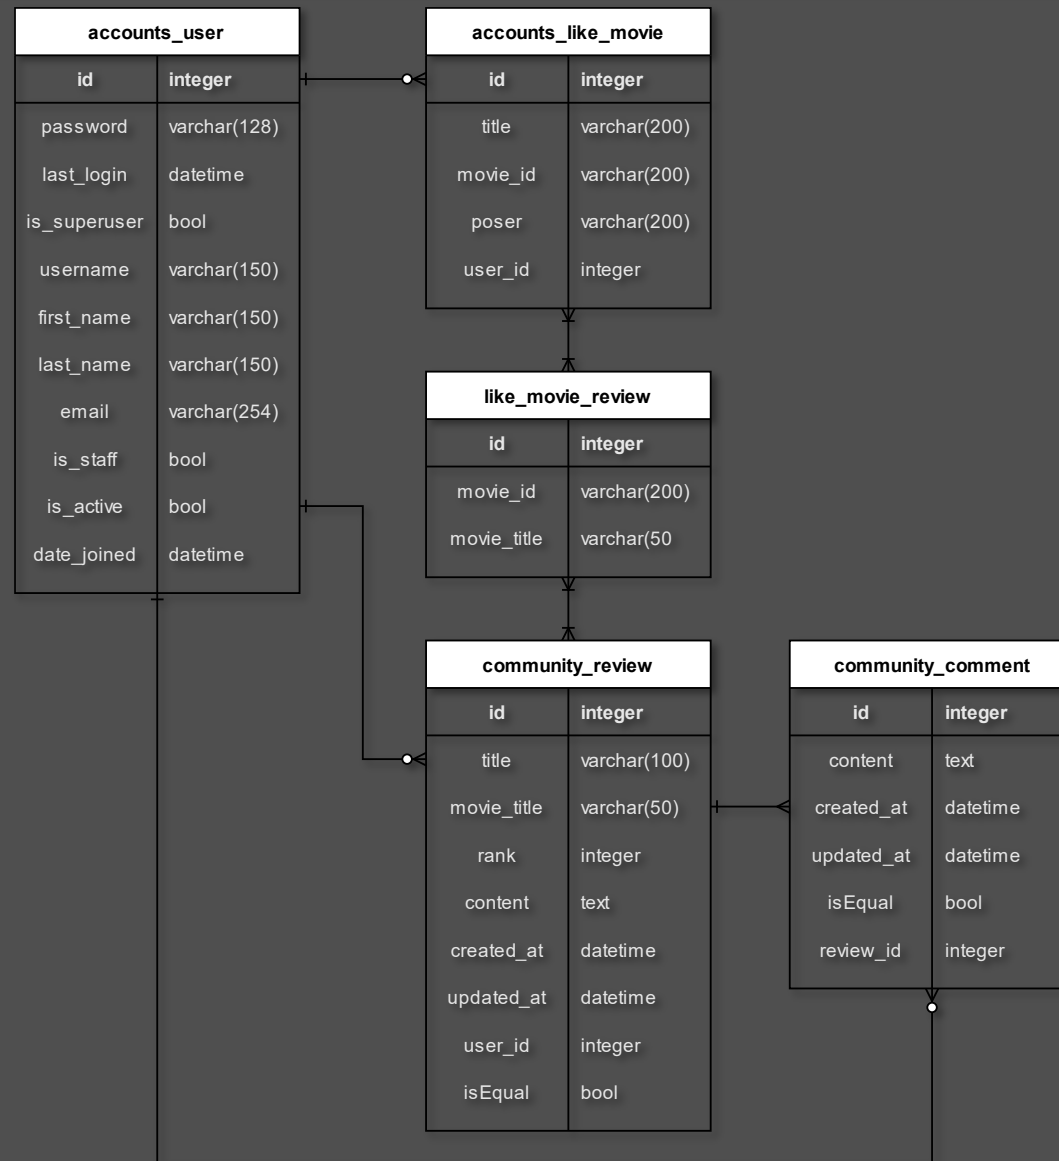 accounts_user
id integer
password varchar(128)
last_login datetime
is_superuser bool
username varchar(150)
first_name varchar(150)
last_name varchar(150)
email varchar(254)
is_staff bool
is_active bool
date_joined datetime
accounts_like_movie
id integer
title varchar(200)
movie_id varchar(200)
poser varchar(200)
user_id integer
like_movie_review
id integer
movie_id varchar(200)
movie_title varchar(50
community_review
id integer
title varchar(100)
movie_title varchar(50)
rank integer
content text
created_at datetime
updated_at datetime
user_id integer
isEqual bool
community_comment
id integer
content text
created_at datetime
updated_at datetime
isEqual bool
review_id integer